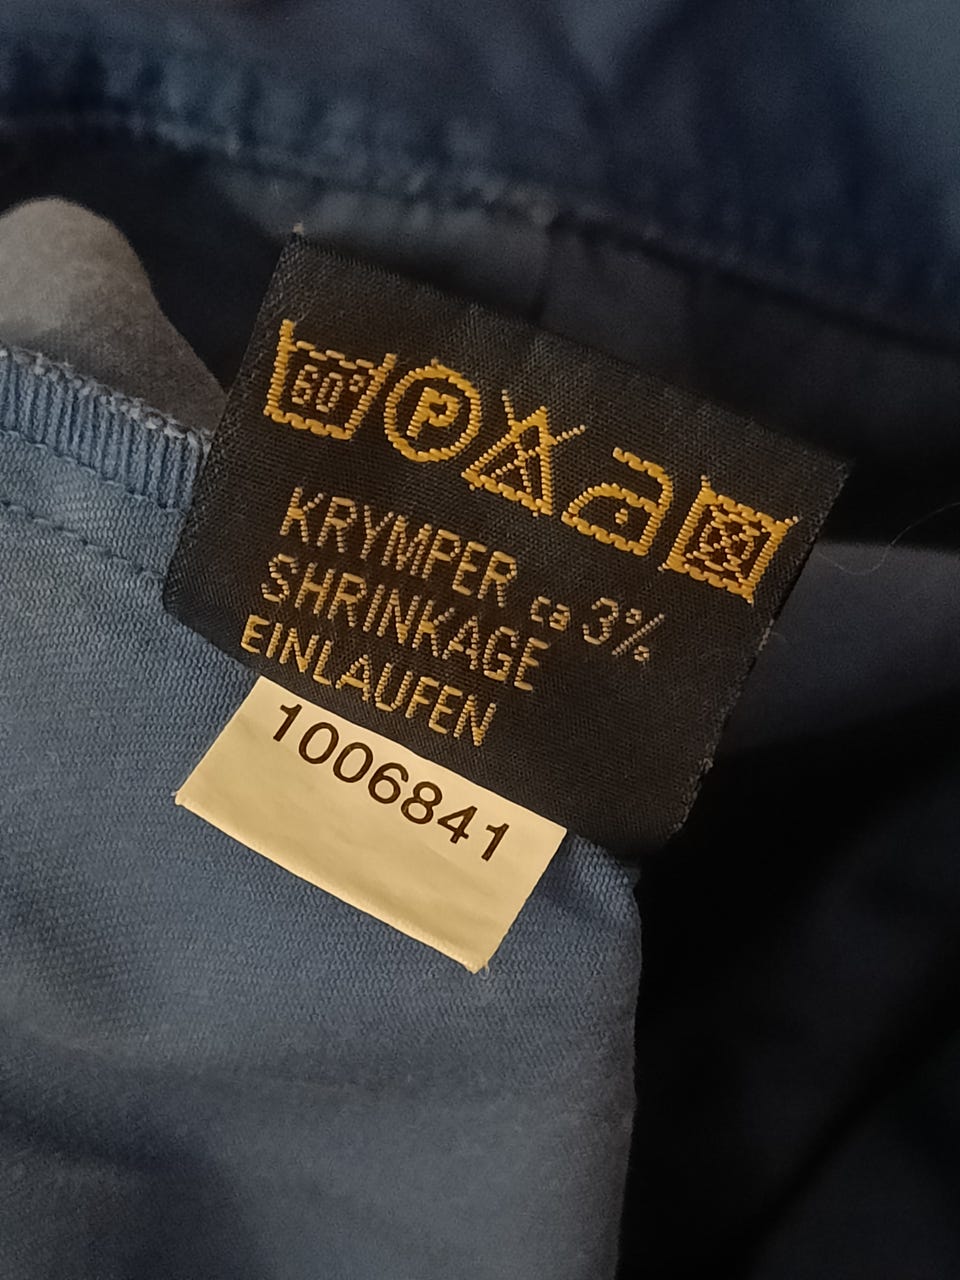 60°
P
KRYMPER
SHRINKAGE ca 3%
EINLAUFEN
1006841